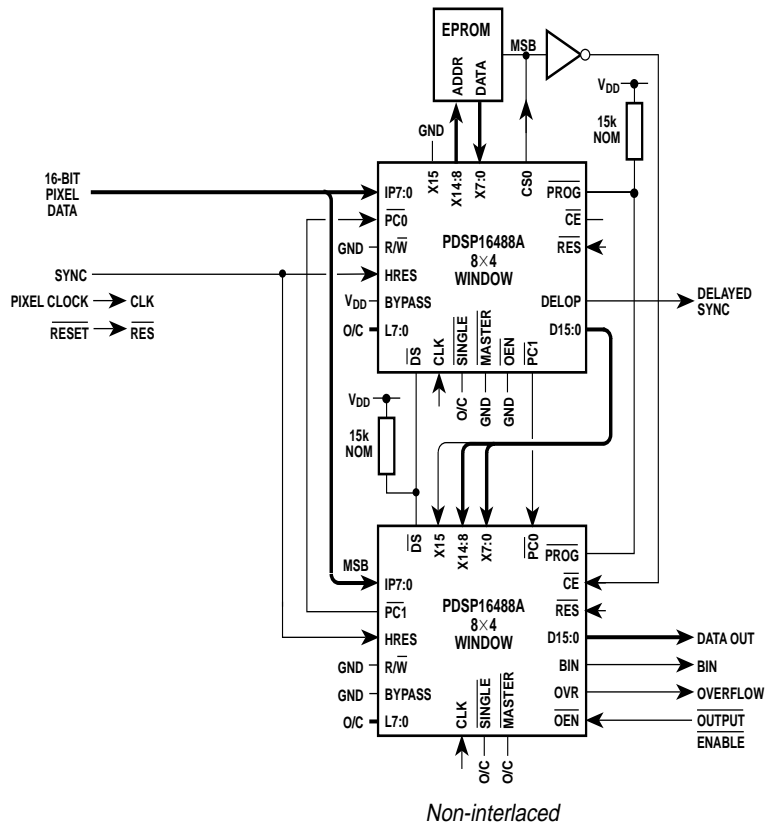 EPROM
MSB
ADDR
DATA
VDD
15k
NOM
GND
X15
X14:8
X7:0
CS0
16-BIT
PIXEL
DATA
IP7:0
PROG
PC0
CE
PDSP16488A
8×4
WINDOW
GND
R/W
RES
SYNC
HRES
PIXEL CLOCK
CLK
VDD
BYPASS
DELOP
DELAYED
SYNC
RESET
RES
O/C
L7:0
D15:0
DS
CLK
SINGLE
MASTER
OEN
PC1
O/C
GND
GND
VDD
15k
NOM
DS
X15
X14:8
X7:0
PC0
PROG
MSB
IP7:0
CE
PC1
PDSP16488A
8×4
WINDOW
RES
HRES
D15:0
DATA OUT
GND
R/W
BIN
BIN
GND
BYPASS
OVR
OVERFLOW
O/C
L7:0
CLK
SINGLE
MASTER
OEN
OUTPUT
ENABLE
O/C
O/C
Non-interlaced